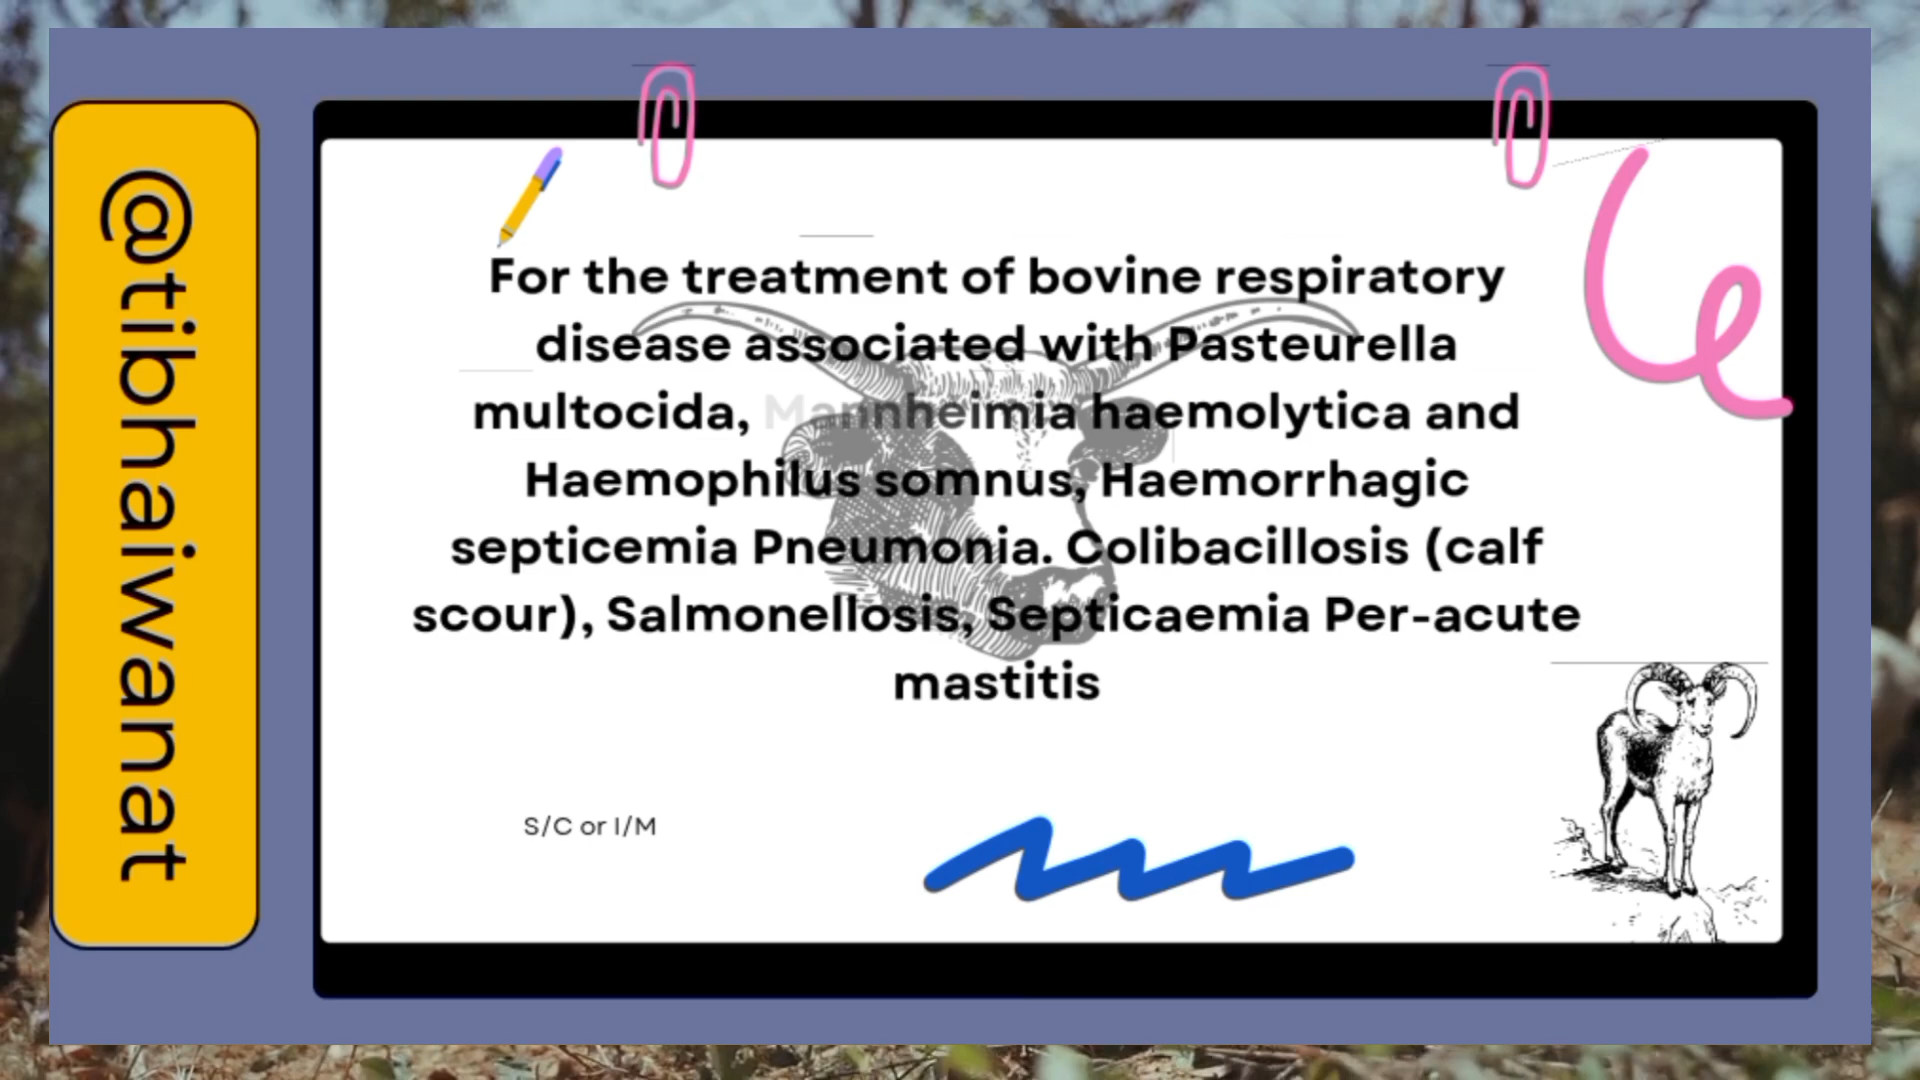 @tibhaiwanat
For the treatment of bovine respiratory
disease associated with Pasteurella
multocida, Mannheimia haemolytica and
Haemophilus somnus, Haemorrhagic
septicemia Pneumonia. Colibacillosis (calf
scour), Salmonellosis, Septicaemia Per-acute
mastitis
S/C or I/M